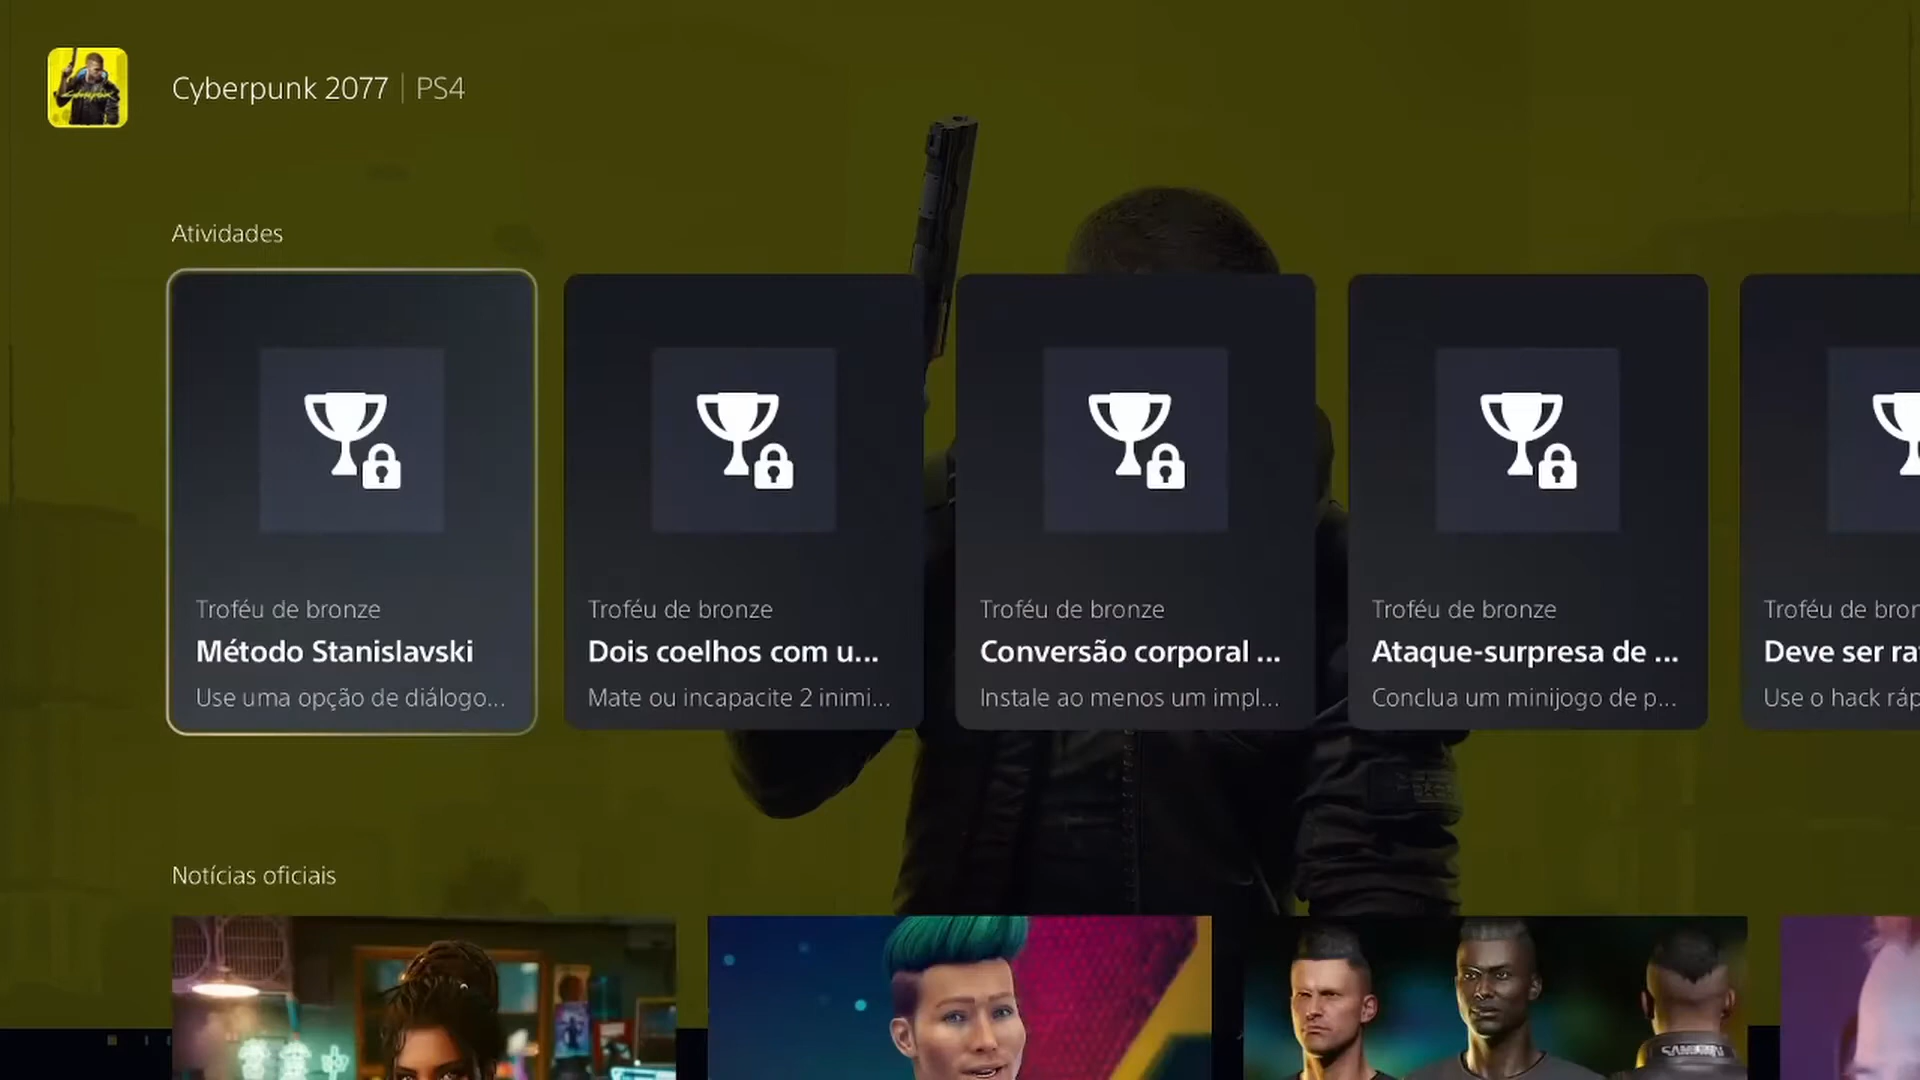 Cyberpunk 2077 | PS4
Atividades
Troféu de bronze
Método Stanislavski
Use uma opção de diálogo...
Troféu de bronze
Dois coelhos com u...
Mate ou incapacite 2 inimi...
Troféu de bronze
Conversão corporal ...
Instale ao menos um impl...
Troféu de bronze
Ataque-surpresa de ...
Conclua um minijogo de p...
Troféu de bron
Deve ser ra
Use o hack ráp
Notícias oficiais
SAMURAI